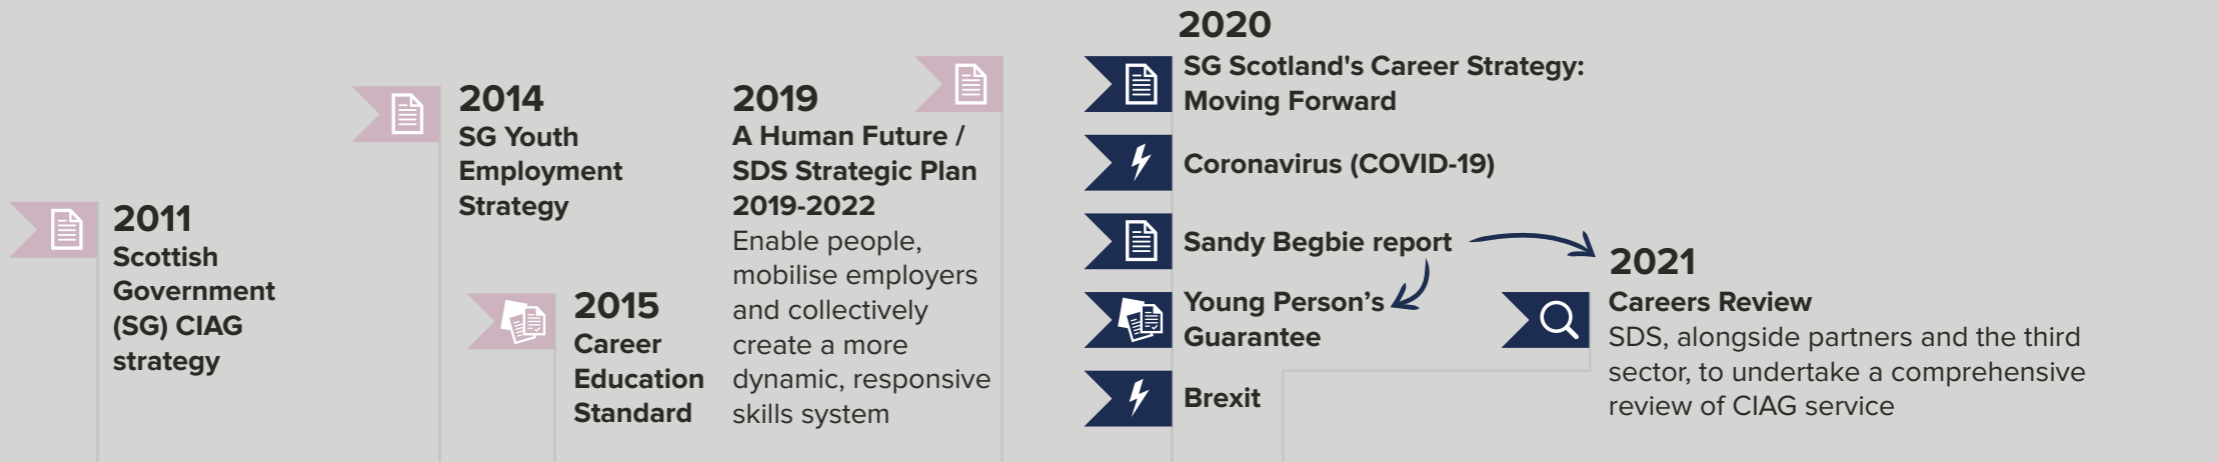 2011
Scottish
Government
(SG) CIAG
strategy
2014
SG Youth
Employment
Strategy
2015
Career
Education
Standard
2019
A Human Future /
SDS Strategic Plan
2019-2022
Enable people,
mobilise employers
and collectively
create a more
dynamic, responsive
skills system
2020
SG Scotland's Career Strategy:
Moving Forward
Coronavirus (COVID-19)
Sandy Begbie report
Young Person’s
Guarantee
Brexit
2021
Careers Review
SDS, alongside partners and the third
sector, to undertake a comprehensive
review of CIAG service